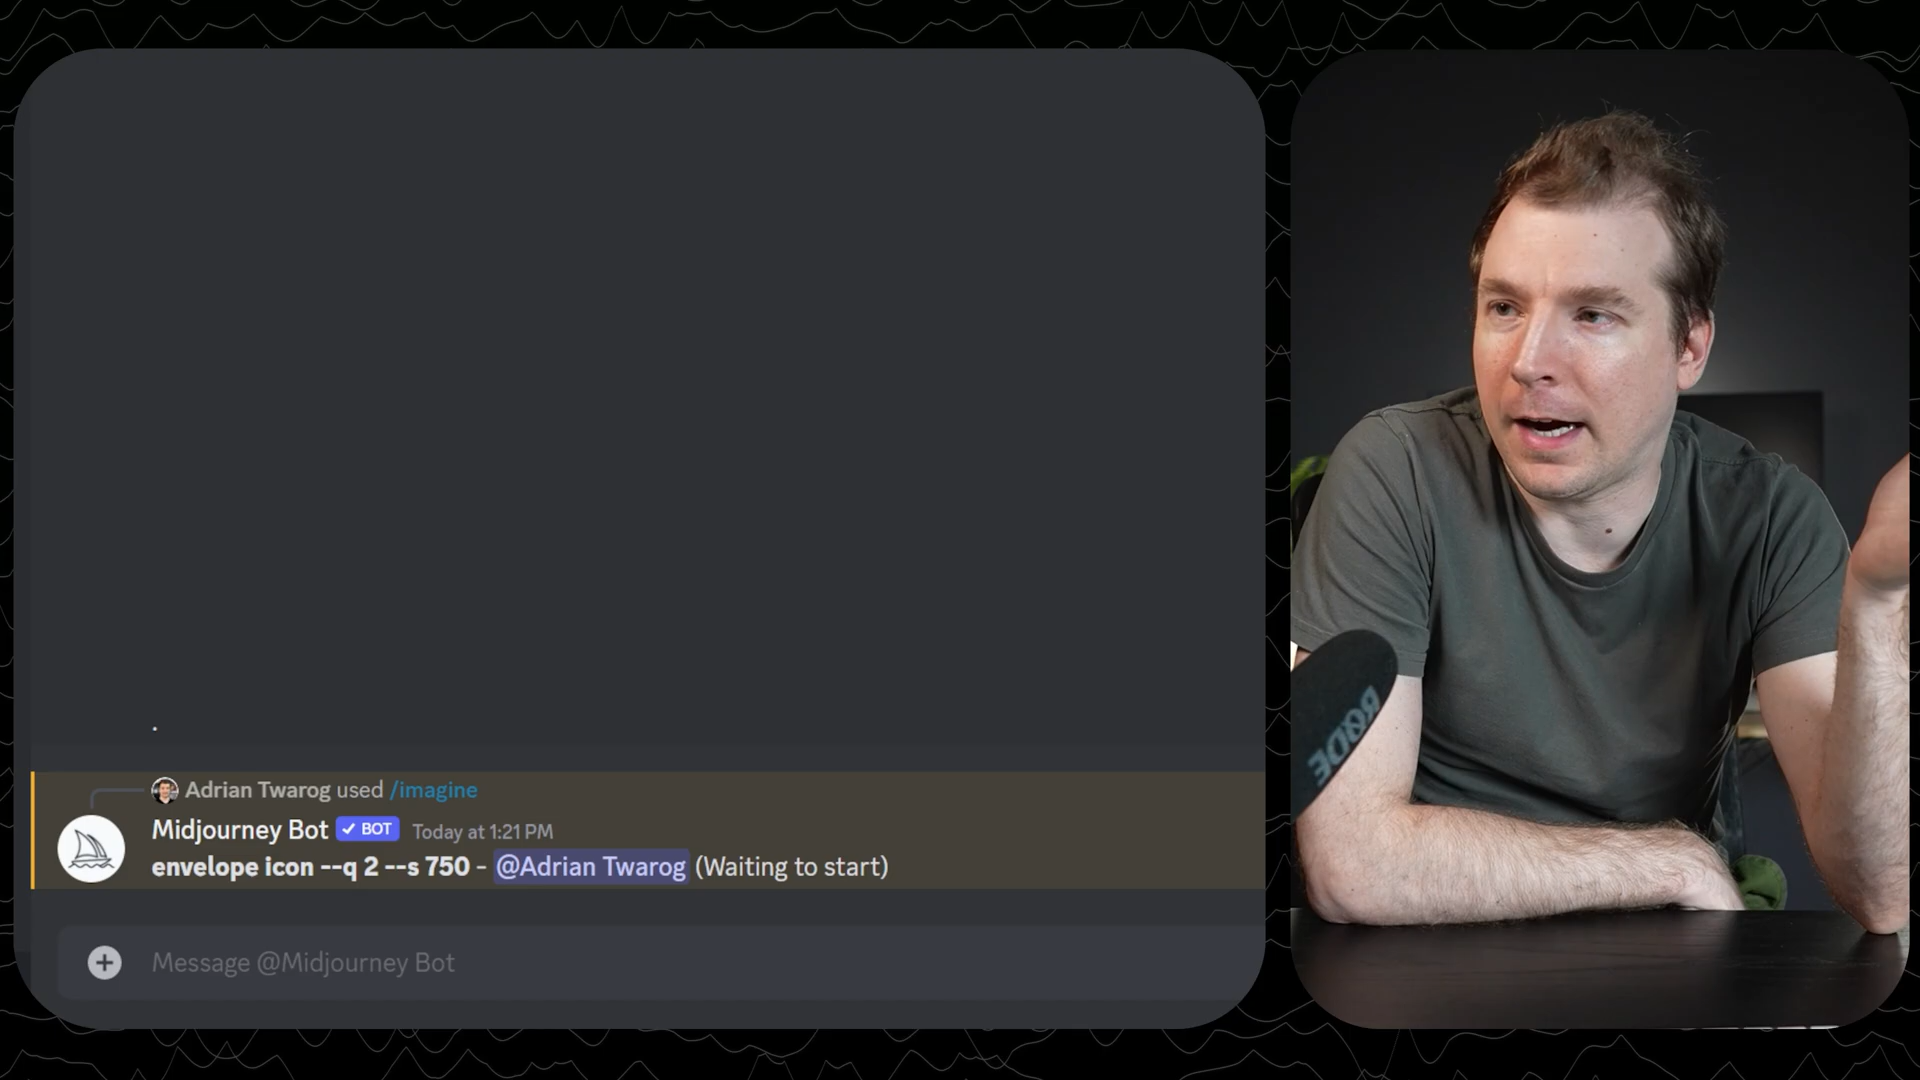 .
Adrian Twarog used /imagine
Midjourney Bot ✓ BOT Today at 1:21 PM
envelope icon --q 2 --s 750 - @Adrian Twarog (Waiting to start)
Message @Midjourney Bot
RØDE